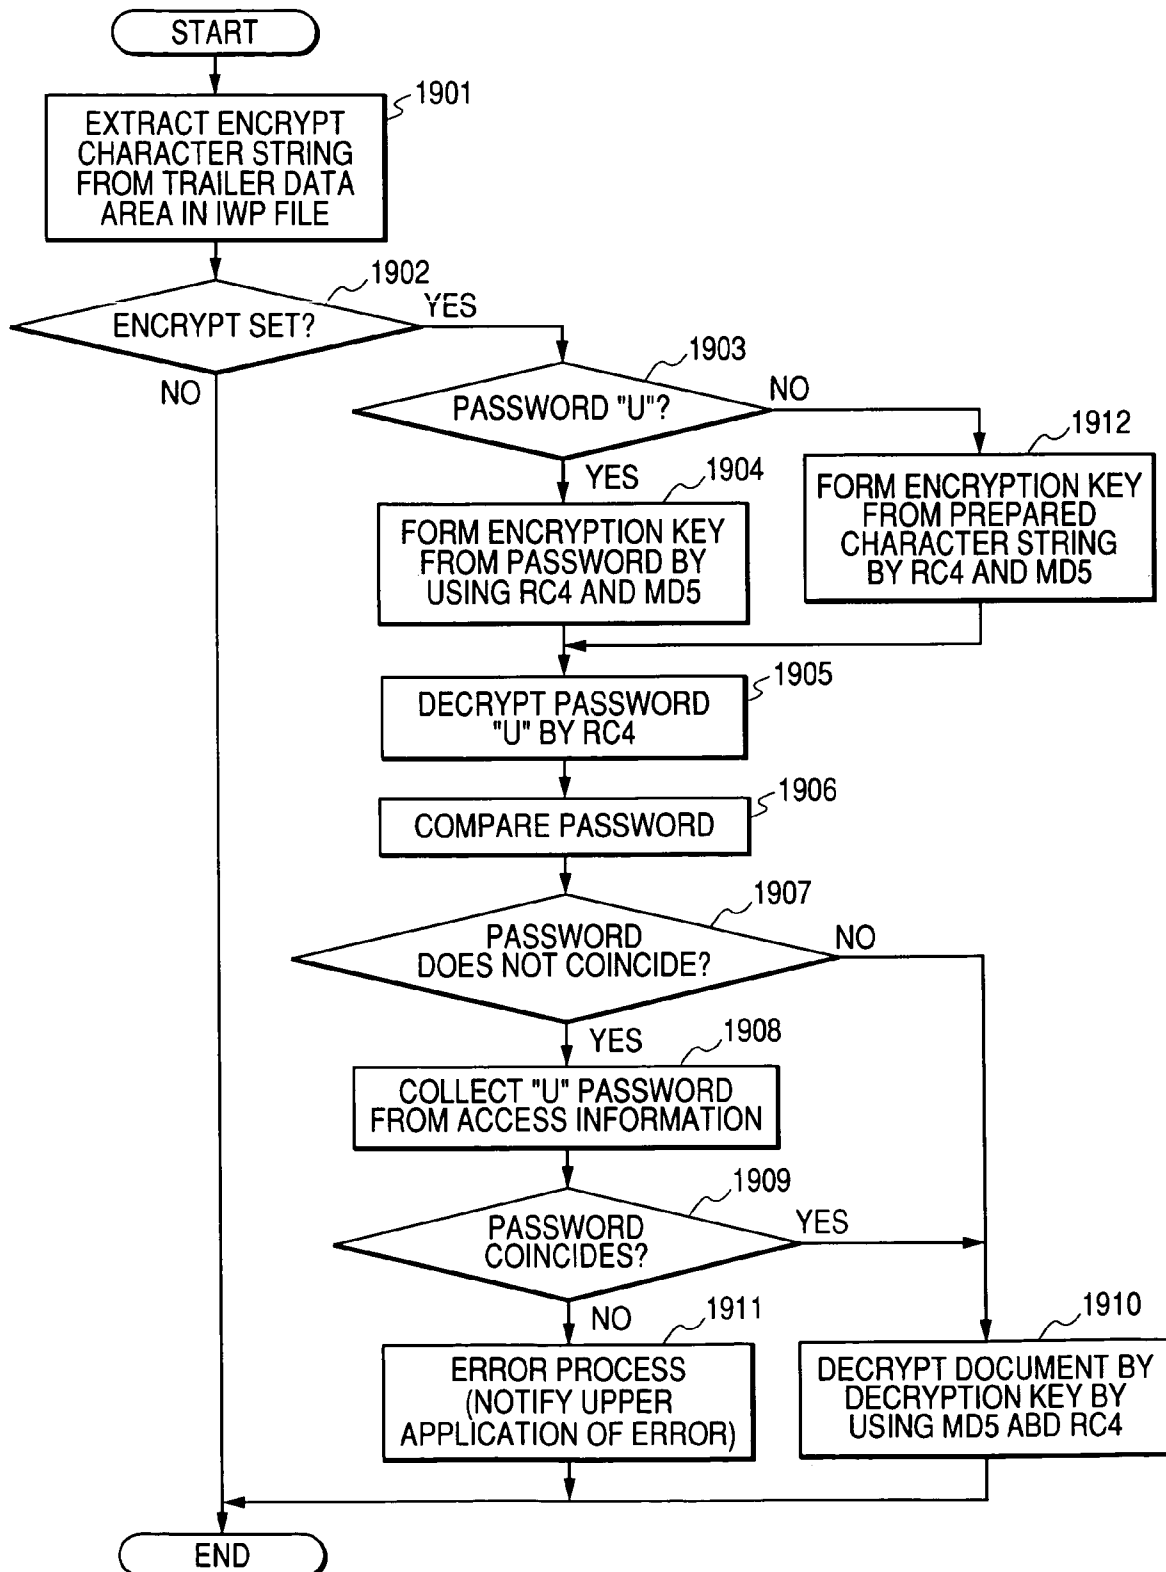 START
1901
EXTRACT ENCRYPT
CHARACTER STRING
FROM TRAILER DATA
AREA IN IWP FILE
1902
ENCRYPT SET?
YES
NO
1903
PASSWORD "U"?
NO
YES
1904
FORM ENCRYPTION KEY
FROM PASSWORD BY
USING RC4 AND MD5
1912
FORM ENCRYPTION KEY
FROM PREPARED
CHARACTER STRING
BY RC4 AND MD5
1905
DECRYPT PASSWORD
"U" BY RC4
1906
COMPARE PASSWORD
1907
PASSWORD
DOES NOT COINCIDE?
NO
YES
1908
COLLECT "U" PASSWORD
FROM ACCESS INFORMATION
1909
PASSWORD
COINCIDES?
YES
NO
1911
ERROR PROCESS
(NOTIFY UPPER
APPLICATION OF ERROR)
1910
DECRYPT DOCUMENT BY
DECRYPTION KEY BY
USING MD5 ABD RC4
END